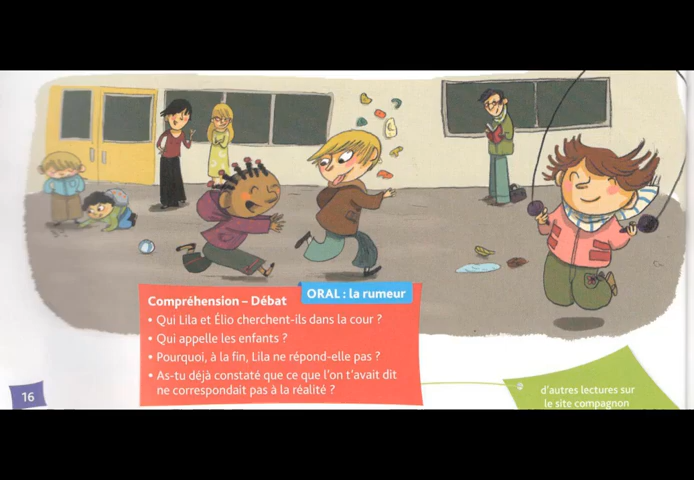 ORAL : la rumeur
Compréhension – Débat
• Qui Lila et Élio cherchent-ils dans la cour ?
• Qui appelle les enfants ?
• Pourquoi, à la fin, Lila ne répond-elle pas ?
• As-tu déjà constaté que ce que l'on t'avait dit
ne correspondait pas à la réalité ?
d'autres lectures sur
le site compagnon
16